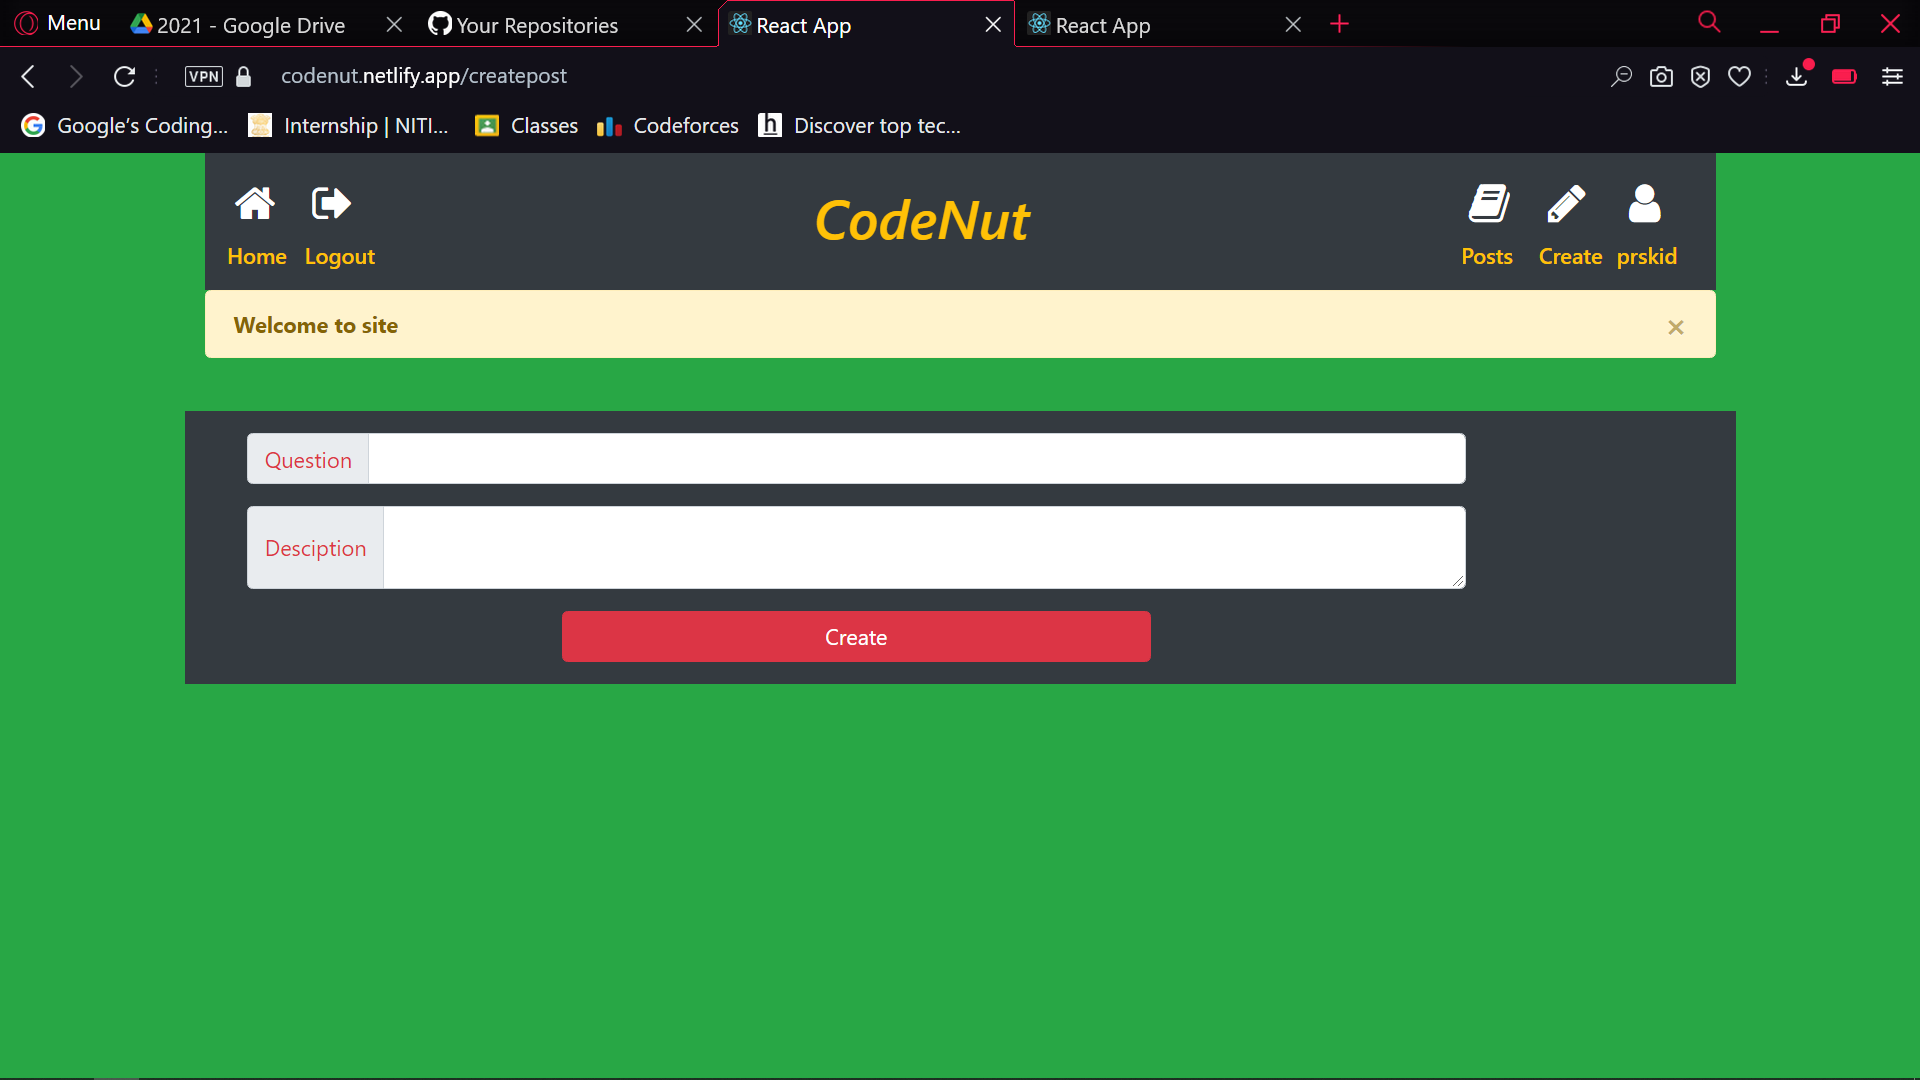 Menu 2021 - Google Drive Your Repositories React App React App
VPN codenut.netlify.app/createpost
Google's Coding... Internship | NITI... Classes Codeforces h Discover top tec...
CodeNut
Home Logout Posts Create prskid
Welcome to site ×
Question
Desciption
Create